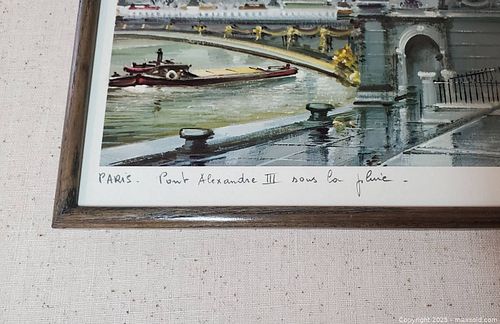 PARIS. Pont Alexandre III sous la pluie -
Copyright 2025 - maxsold.com